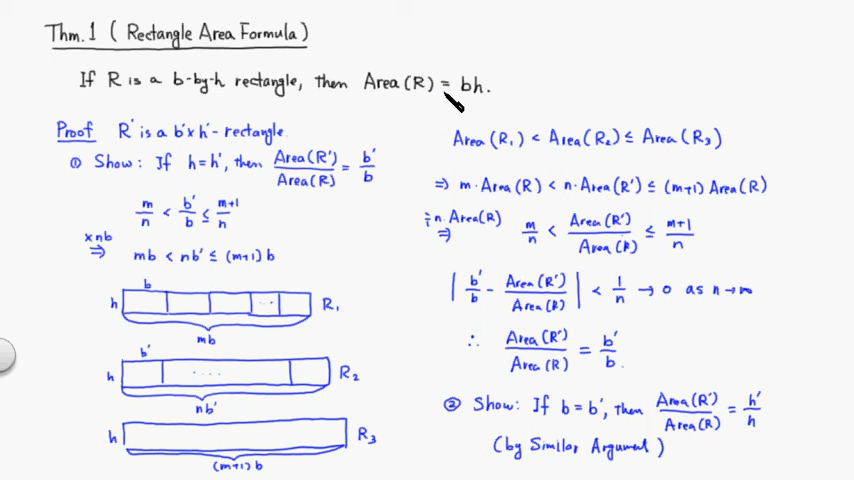 Thm. 1 ( Rectangle Area Formula )
If R is a b-by-h rectangle, then Area (R) = bh.
Proof R' is a b'×h'- rectangle.
① Show: If h=h', then Area(R')/Area(R) = b'/b
m/n < b'/b ≤ m+1/n
×nb ⇒ mb < nb' ≤ (m+1) b
b
h R₁
mb
b'
h .... R₂
nb'
h R₃
(m+1) b
Area (R₁) < Area (R₂) ≤ Area (R₃)
⇒ m·Area (R) < n·Area (R') ≤ (m+1) Area (R)
÷n·Area(R) ⇒ m/n < Area (R')/Area (R) ≤ m+1/n
| b'/b - Area (R')/Area (R) | < 1/n → 0 as n→∞
∴ Area (R')/Area (R) = b'/b.
② Show: If b=b', then Area(R')/Area(R) = h'/h
(by Similar Argument)